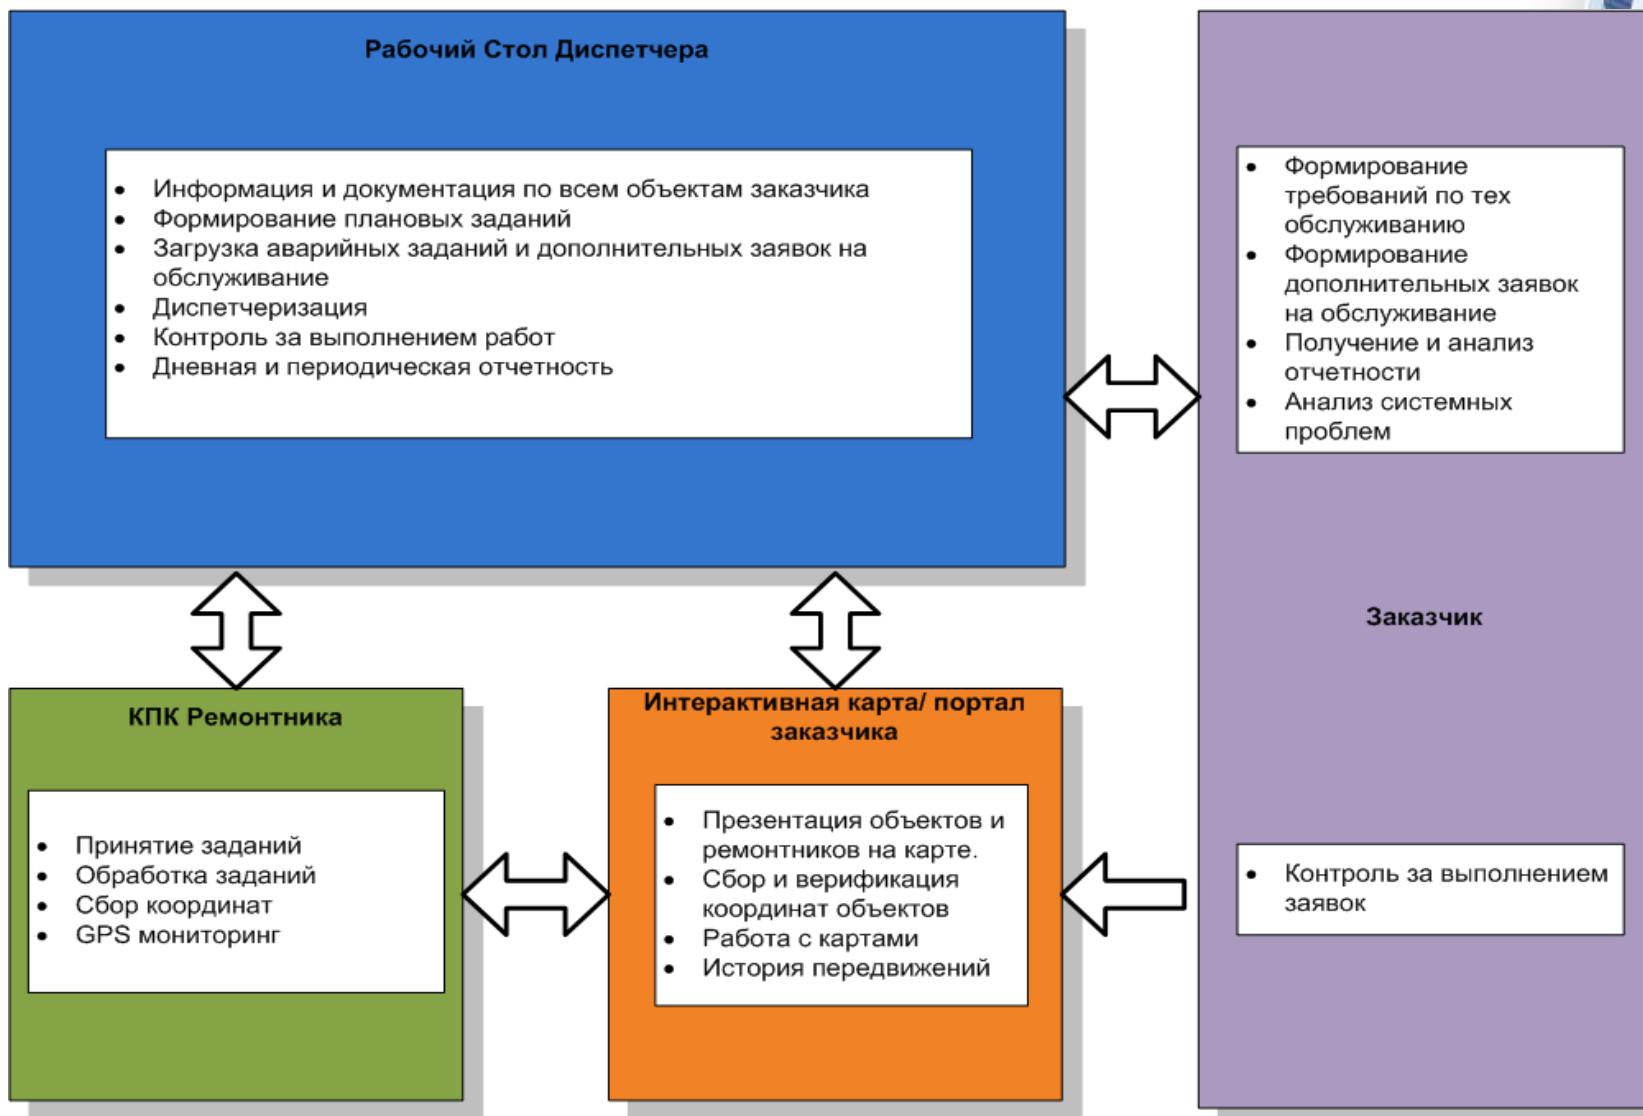 Рабочий Стол Диспетчера
• Информация и документация по всем объектам заказчика
• Формирование плановых заданий
• Загрузка аварийных заданий и дополнительных заявок на
обслуживание
• Диспетчеризация
• Контроль за выполнением работ
• Дневная и периодическая отчетность
• Формирование
требований по тех
обслуживанию
• Формирование
дополнительных заявок
на обслуживание
• Получение и анализ
отчетности
• Анализ системных
проблем
Заказчик
• Контроль за выполнением
заявок
КПК Ремонтника
• Принятие заданий
• Обработка заданий
• Сбор координат
• GPS мониторинг
Интерактивная карта/ портал
заказчика
• Презентация объектов и
ремонтников на карте.
• Сбор и верификация
координат объектов
• Работа с картами
• История передвижений